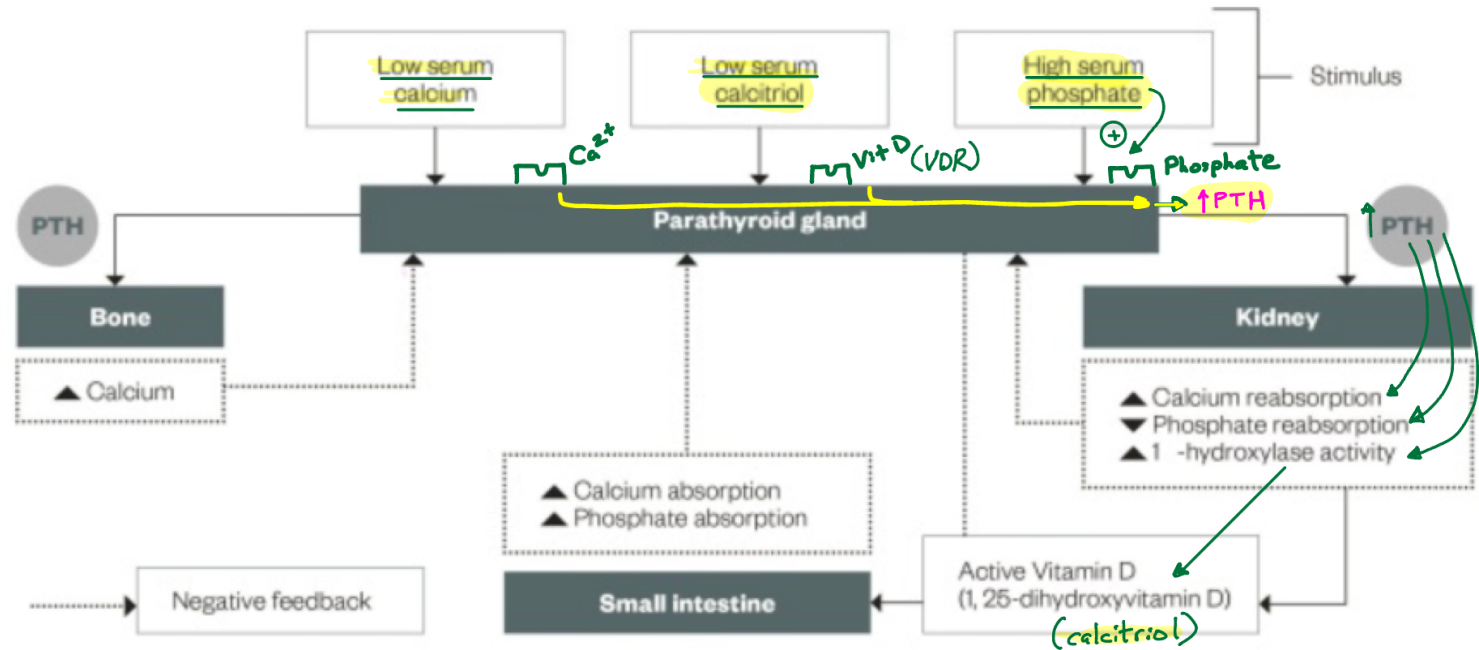 Low serum
calcium
Low serum
calcitriol
High serum
phosphate
Stimulus
Ca2+
Vit D (VDR)
+
Phosphate
↑PTH
PTH
Parathyroid gland
↑ PTH
Bone
Kidney
▲ Calcium
▲ Calcium reabsorption
▼ Phosphate reabsorption
▲ 1 -hydroxylase activity
▲ Calcium absorption
▲ Phosphate absorption
Negative feedback
Small intestine
Active Vitamin D
(1, 25-dihydroxyvitamin D)
(calcitriol)